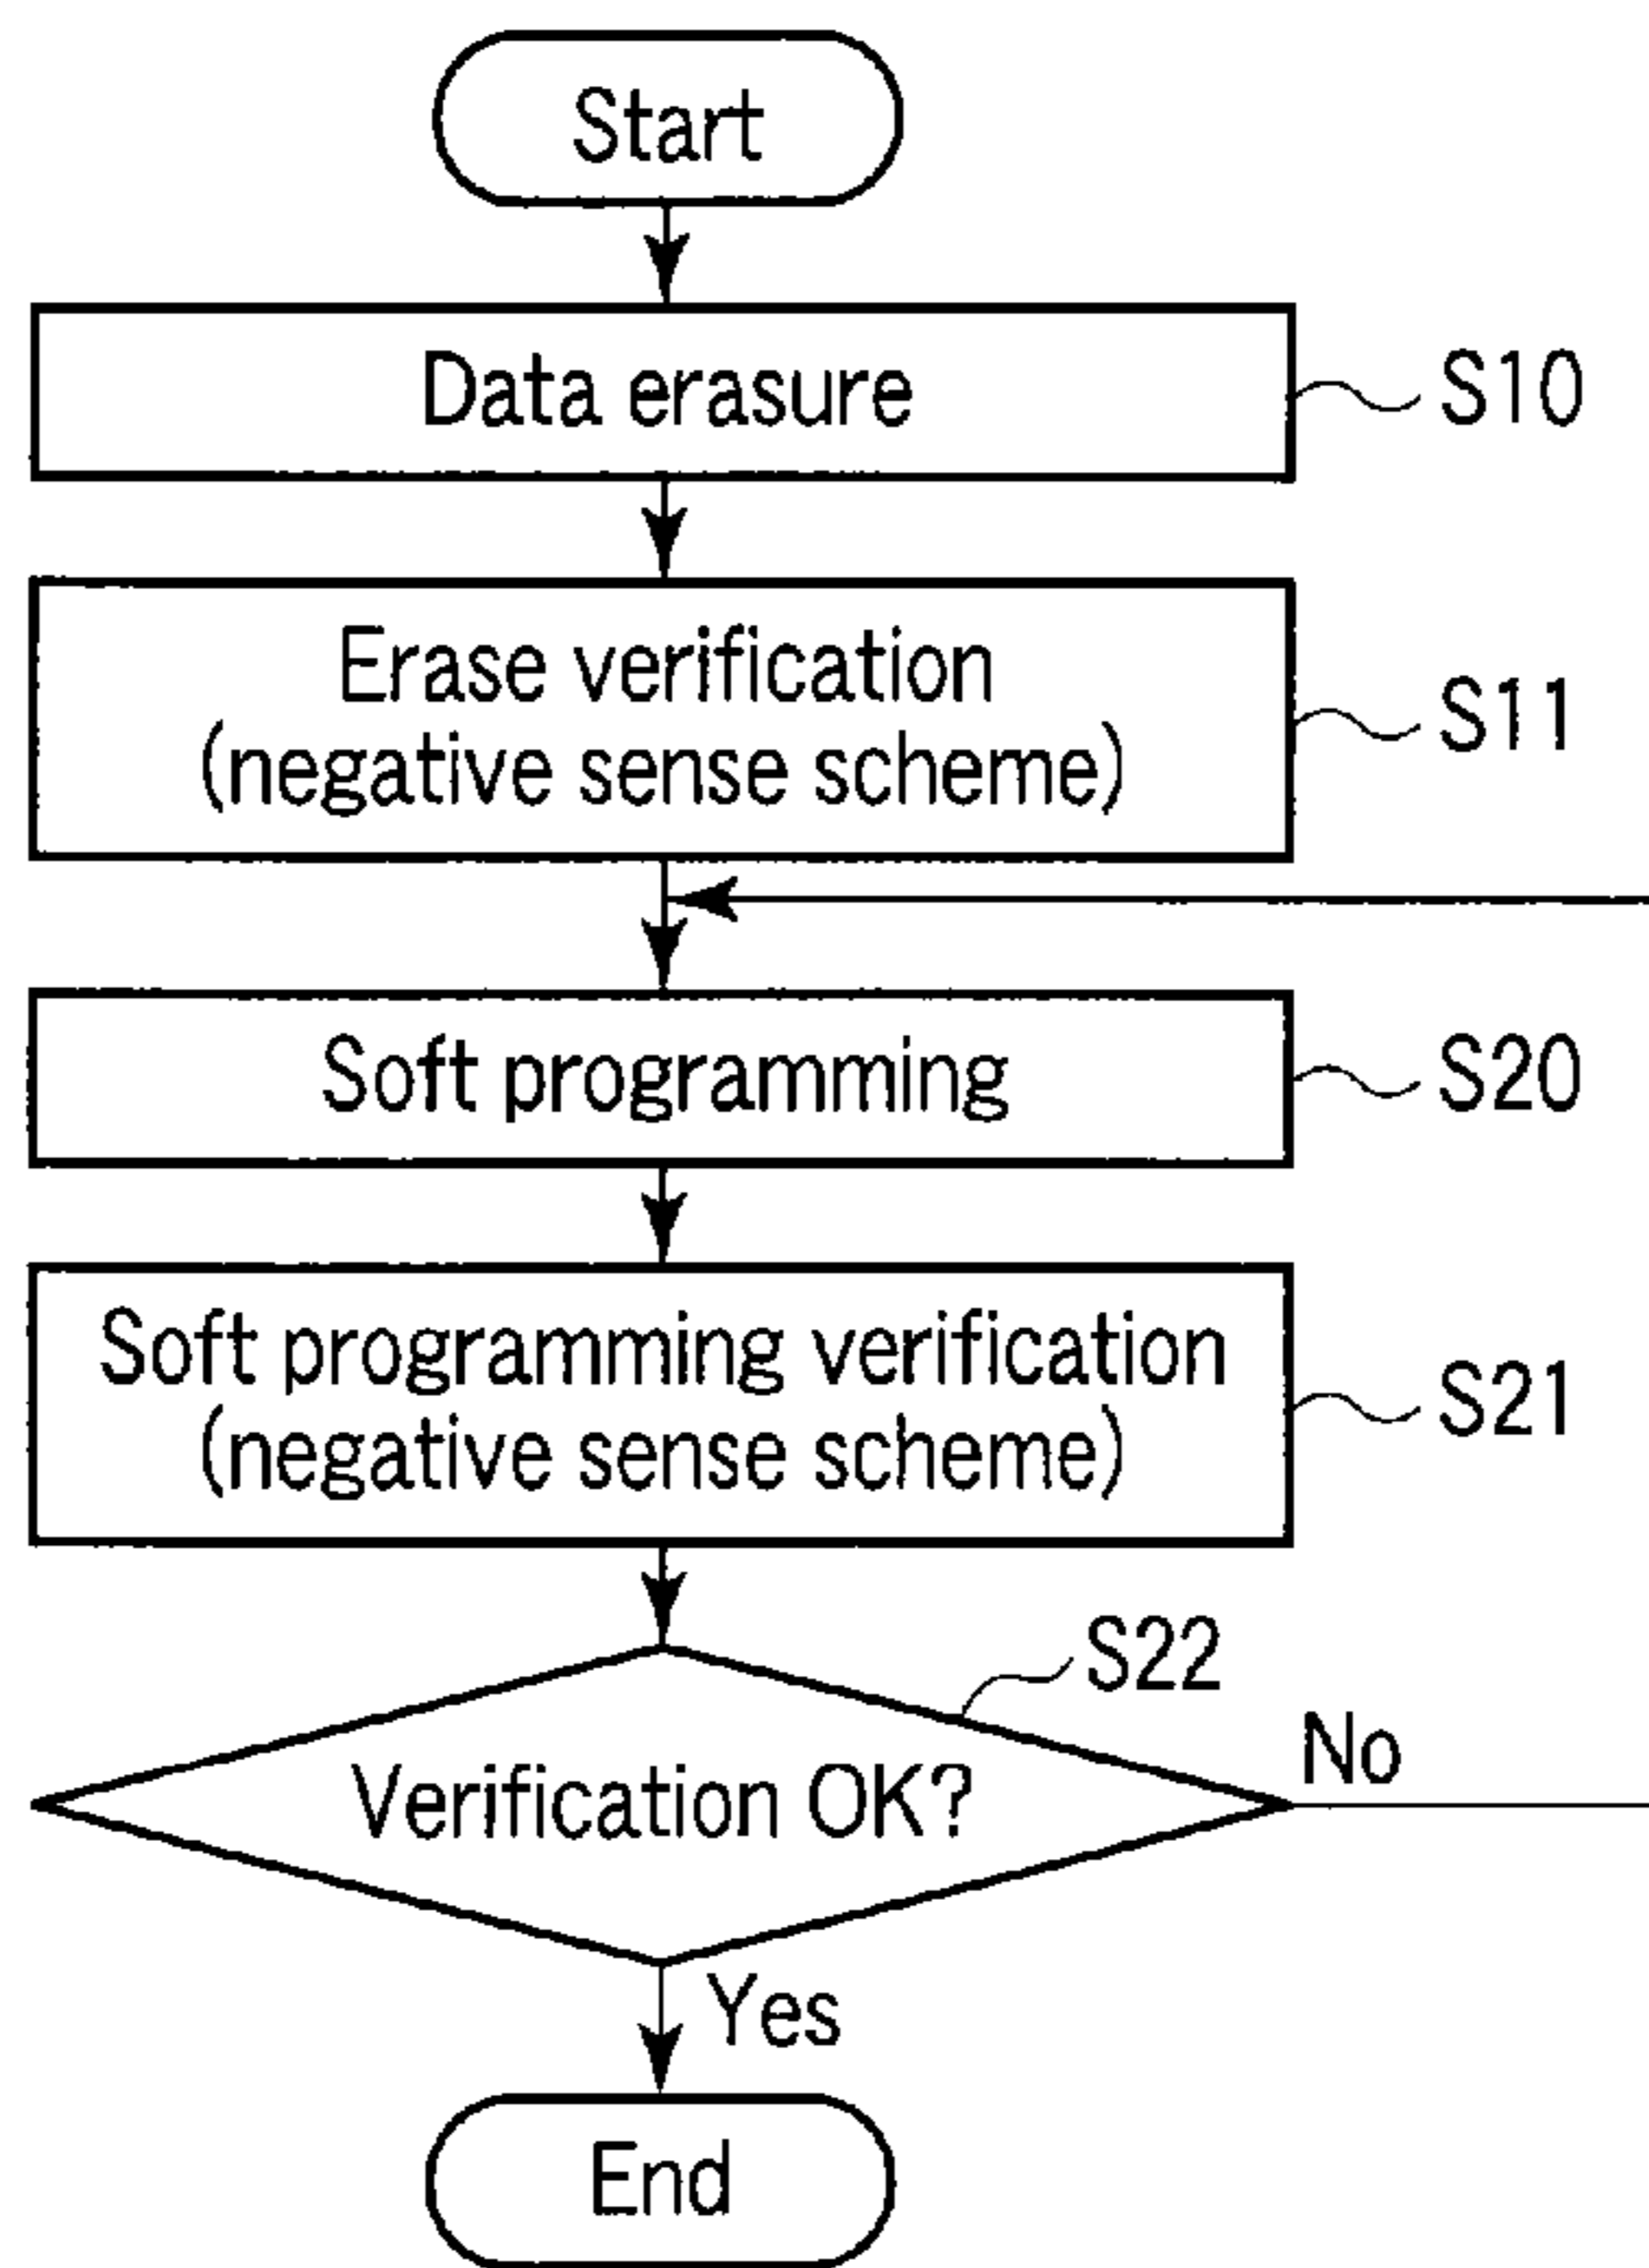 Start
Data erasure
S10
Erase verification
(negative sense scheme)
S11
Soft programming
S20
Soft programming verification
(negative sense scheme)
S21
S22
Verification OK?
No
Yes
End